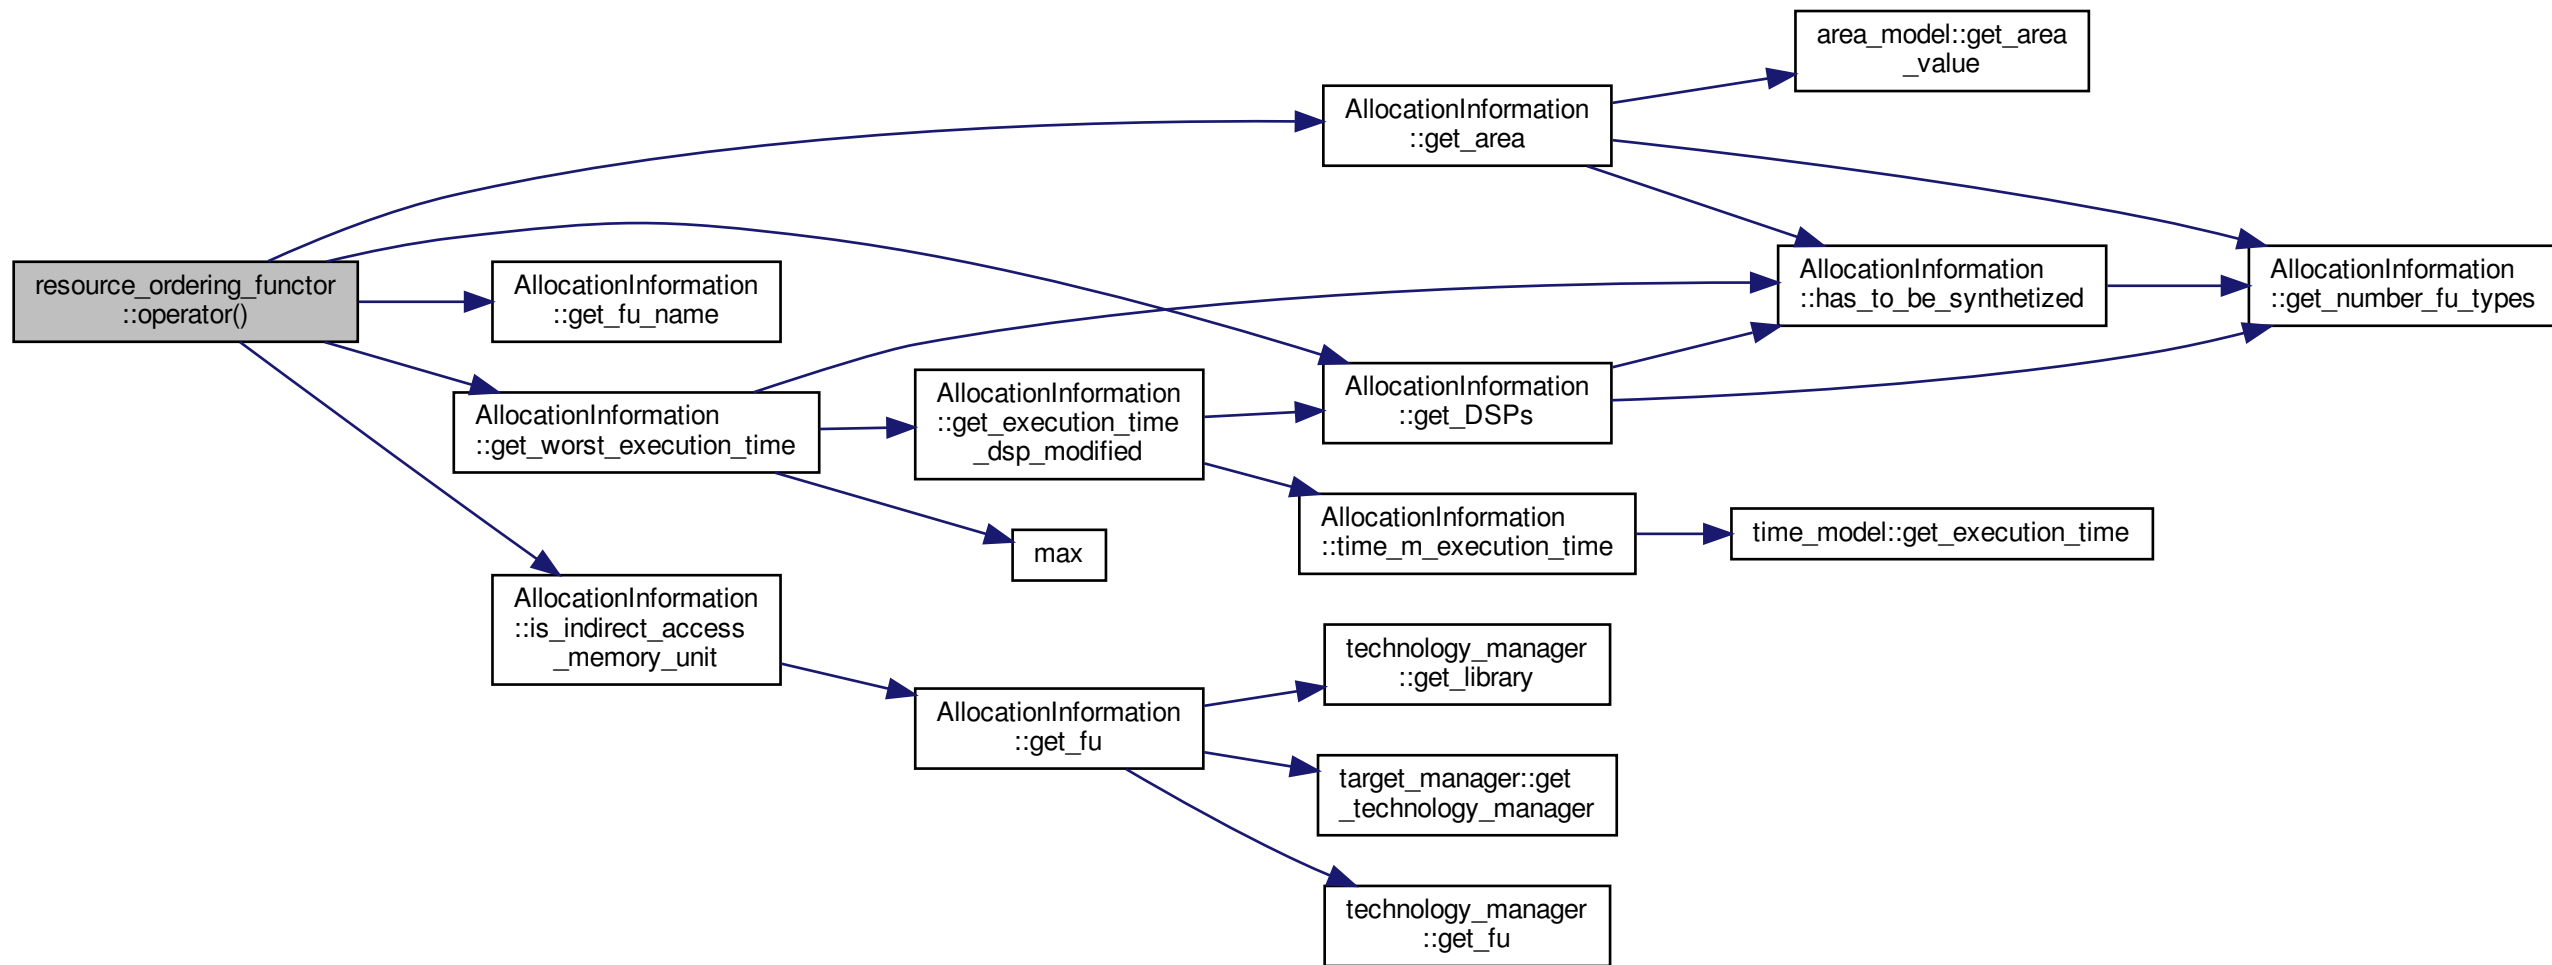 resource_ordering_functor
::operator()
AllocationInformation
::get_fu_name
AllocationInformation
::get_worst_execution_time
AllocationInformation
::is_indirect_access
_memory_unit
AllocationInformation
::get_execution_time
_dsp_modified
max
AllocationInformation
::get_fu
AllocationInformation
::get_area
AllocationInformation
::get_DSPs
AllocationInformation
::time_m_execution_time
technology_manager
::get_library
target_manager::get
_technology_manager
technology_manager
::get_fu
area_model::get_area
_value
AllocationInformation
::has_to_be_synthetized
time_model::get_execution_time
AllocationInformation
::get_number_fu_types